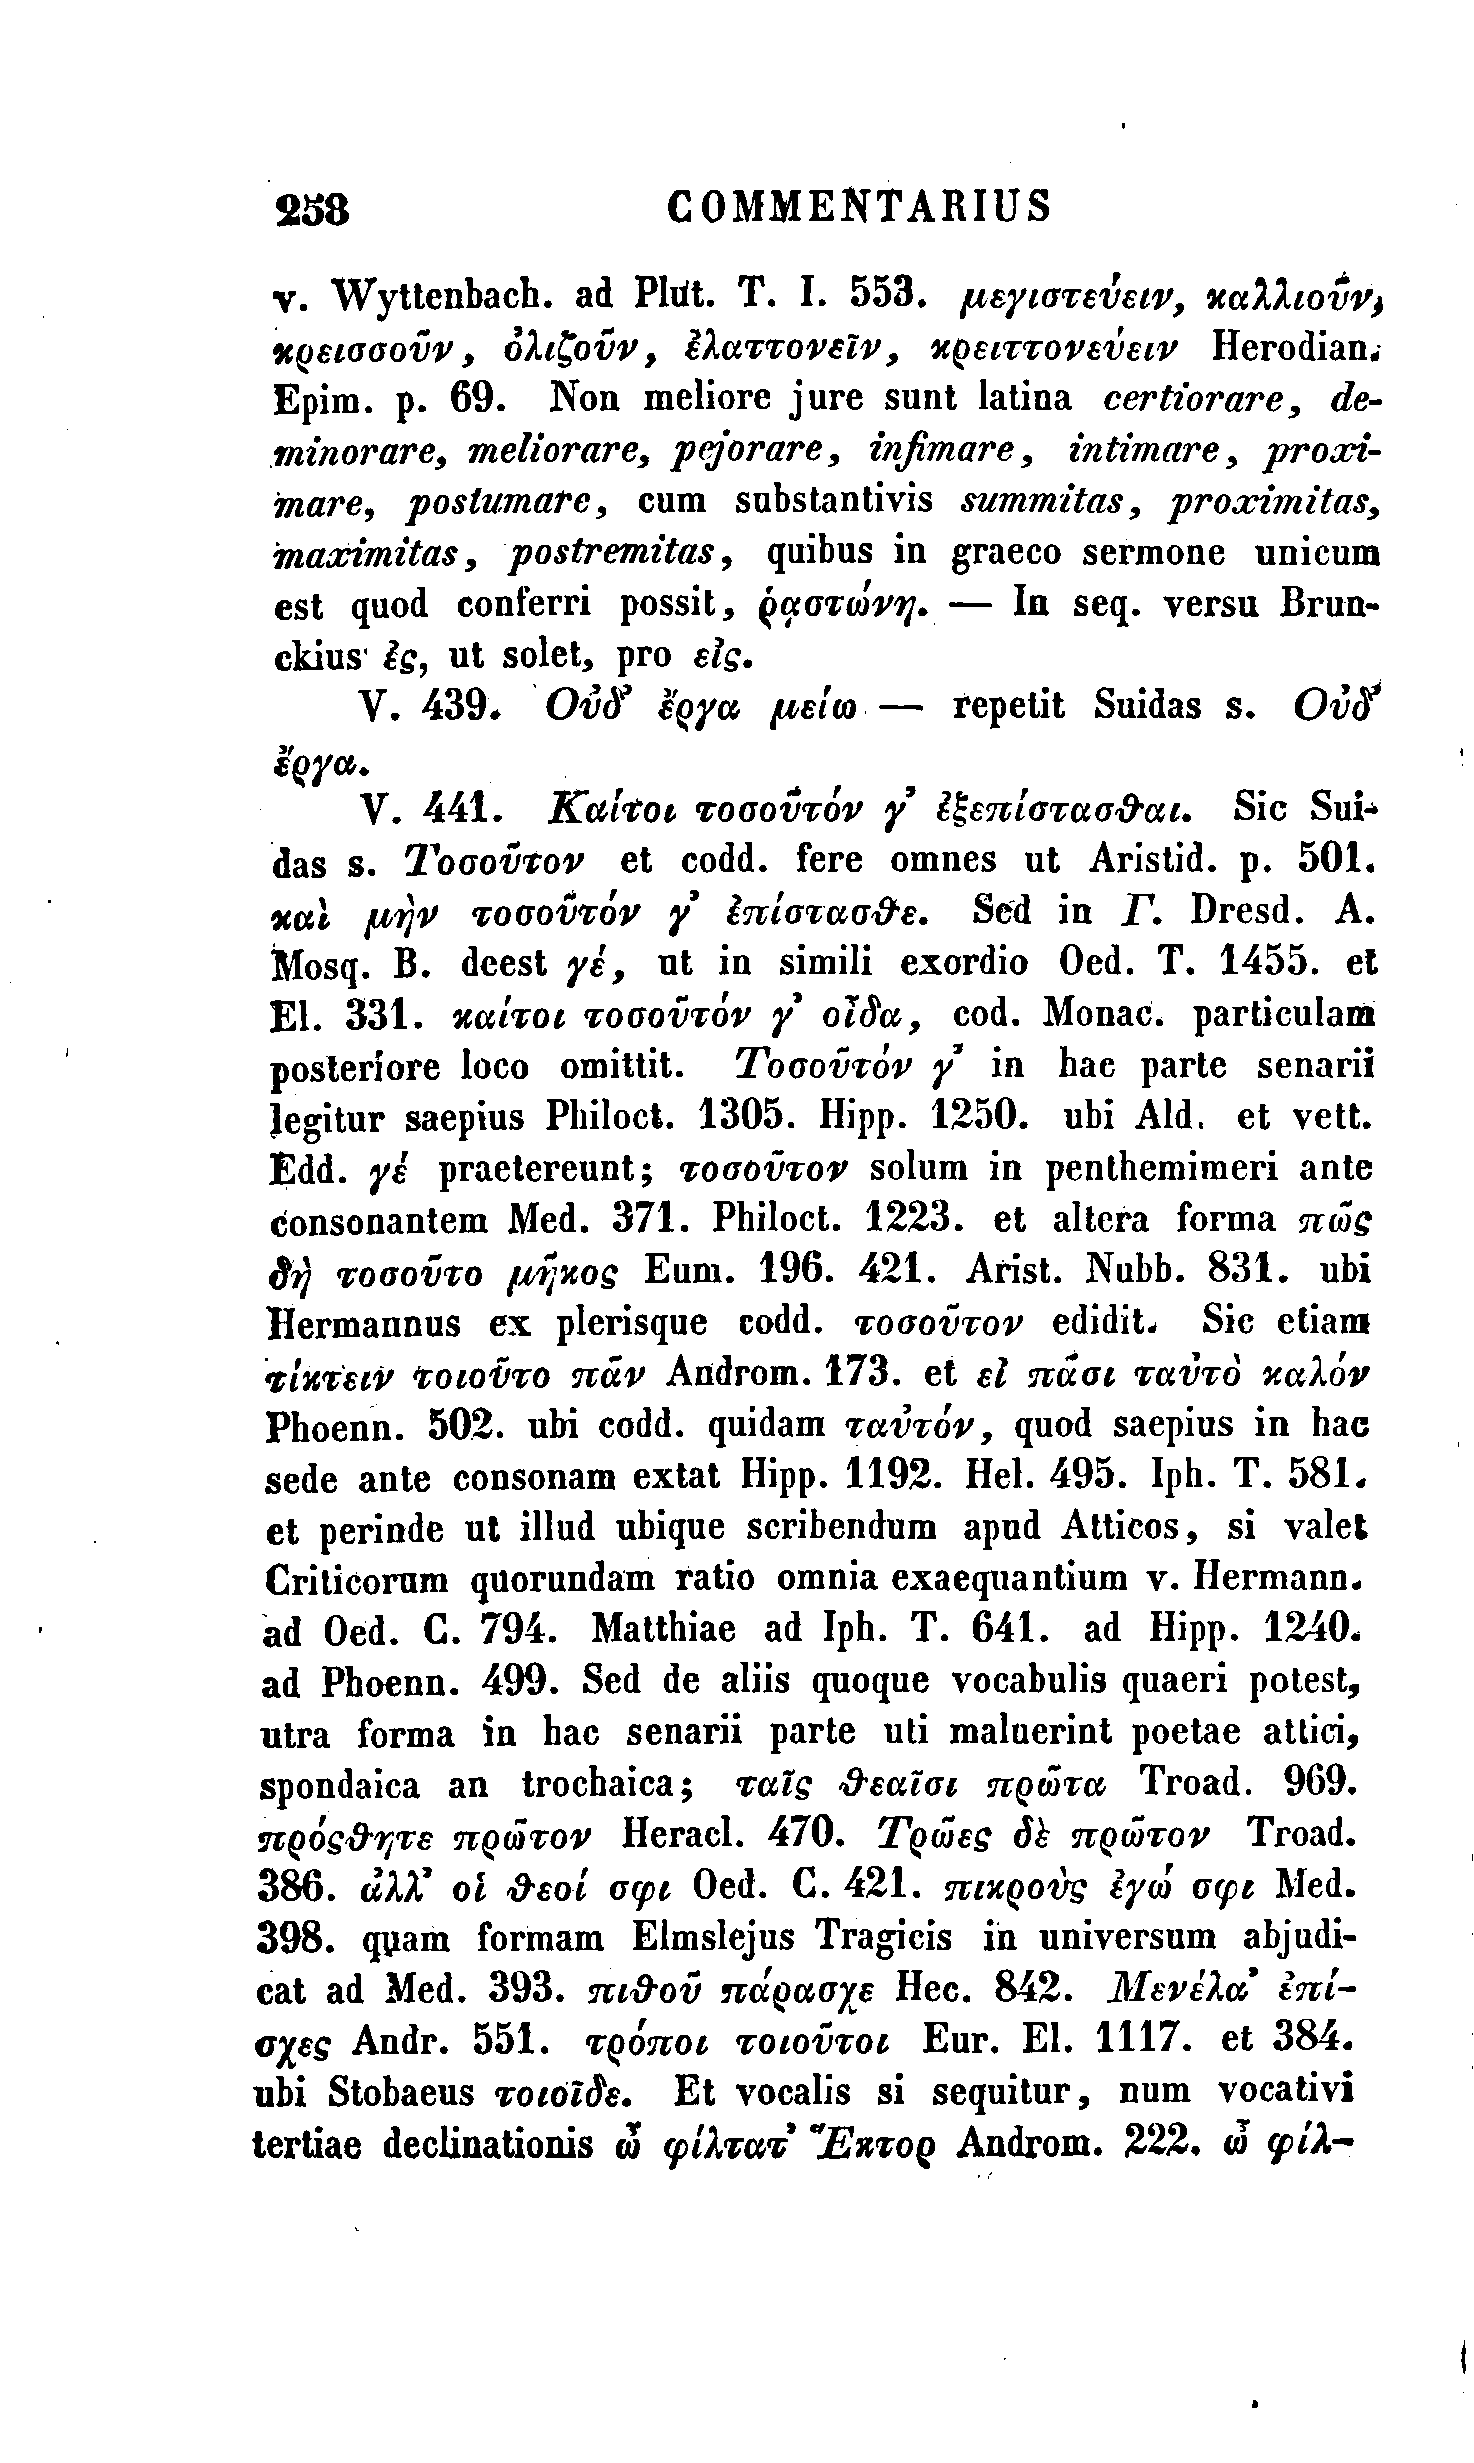 258 COMMENTARIUS
v. Wyttenbach. ad Plut. T. I. 553. μεγιστεύειν, καλλιοῦν,
κρεισσοῦν, ὀλιζοῦν, ἐλαττονεῖν, κρειττονεύειν Herodian.
Epim. p. 69. Non meliore jure sunt latina certiorare, de-
minorare, meliorare, pejorare, infimare, intimare, proxi-
mare, postumare, cum substantivis summitas, proximitas,
maximitas, postremitas, quibus in graeco sermone unicum
est quod conferri possit, ῥᾳστώνη. — In seq. versu Brun-
ckius ἐς, ut solet, pro εἰς.
V. 439. Οὐδ' ἔργα μείω — repetit Suidas s. Οὐδ'
ἔργα.
V. 441. Καίτοι τοσοῦτόν γ' ἐξεπίστασθαι. Sic Sui-
das s. Τοσοῦτον et codd. fere omnes ut Aristid. p. 501.
καὶ μὴν τοσοῦτόν γ' ἐπίστασθε. Sed in Γ. Dresd. A.
Mosq. B. deest γέ, ut in simili exordio Oed. T. 1455. et
El. 331. καίτοι τοσοῦτόν γ' οἶδα, cod. Monac. particulam
posteriore loco omittit. Τοσοῦτόν γ' in hac parte senarii
legitur saepius Philoct. 1305. Hipp. 1250. ubi Ald. et vett.
Edd. γέ praetereunt; τοσοῦτον solum in penthemimeri ante
consonantem Med. 371. Philoct. 1223. et altera forma πῶς
δὴ τοσοῦτο μῆκος Eum. 196. 421. Arist. Nubb. 831. ubi
Hermannus ex plerisque codd. τοσοῦτον edidit. Sic etiam
τίκτειν τοιοῦτο πᾶν Androm. 173. et εἰ πᾶσι ταὐτὸ καλόν
Phoenn. 502. ubi codd. quidam ταὐτόν, quod saepius in hac
sede ante consonam extat Hipp. 1192. Hel. 495. Iph. T. 581.
et perinde ut illud ubique scribendum apud Atticos, si valet
Criticorum quorundam ratio omnia exaequantium v. Hermann.
ad Oed. C. 794. Matthiae ad Iph. T. 641. ad Hipp. 1240.
ad Phoenn. 499. Sed de aliis quoque vocabulis quaeri potest,
utra forma in hac senarii parte uti maluerint poetae attici,
spondaica an trochaica; ταῖς θεαῖσι πρῶτα Troad. 969.
πρόςθητε πρῶτον Heracl. 470. Τρῶες δὲ πρῶτον Troad.
386. ἀλλ' οἱ θεοί σφι Oed. C. 421. πικροὺς ἐγώ σφι Med.
398. quam formam Elmslejus Tragicis in universum abjudi-
cat ad Med. 393. πιθοῦ πάρασχε Hec. 842. Μενέλα' ἐπί-
σχες Andr. 551. τρόποι τοιοῦτοι Eur. El. 1117. et 384.
ubi Stobaeus τοιοῖδε. Et vocalis si sequitur, num vocativi
tertiae declinationis ὦ φίλτατ' Ἕκτορ Androm. 222. ὦ φίλ-